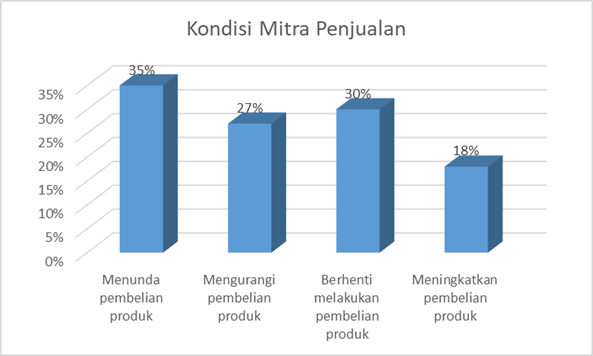 Kondisi Mitra Penjualan
35%
30%
25%
20%
15%
10%
5%
0%
35%
27%
30%
18%
Menunda
pembelian
produk
Mengurangi
pembelian
produk
Berhenti
melakukan
pembelian
produk
Meningkatkan
pembelian
produk